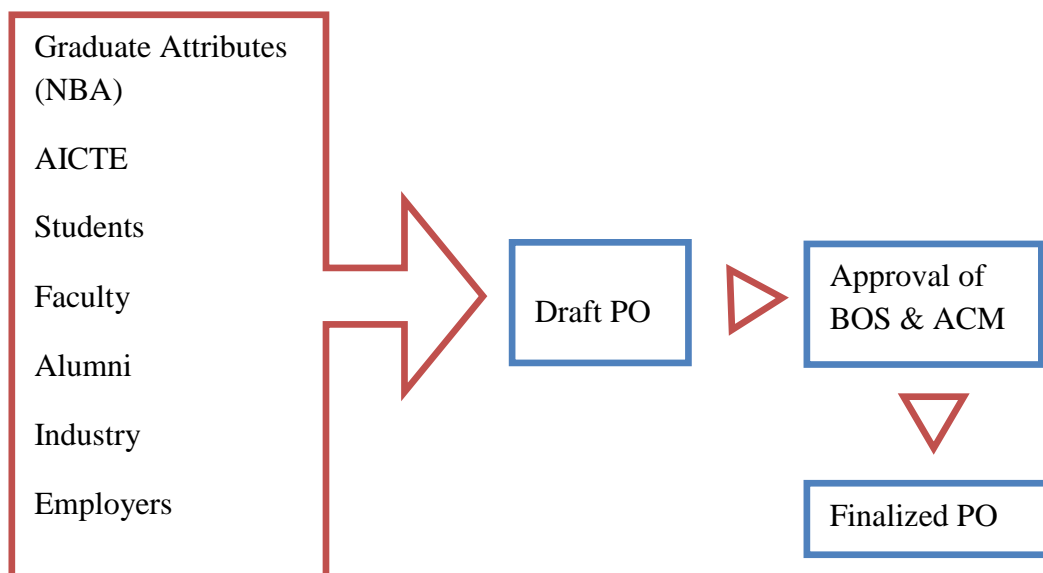 Graduate Attributes
(NBA)
AICTE
Students
Faculty
Alumni
Industry
Employers
Draft PO
Approval of
BOS & ACM
Finalized PO